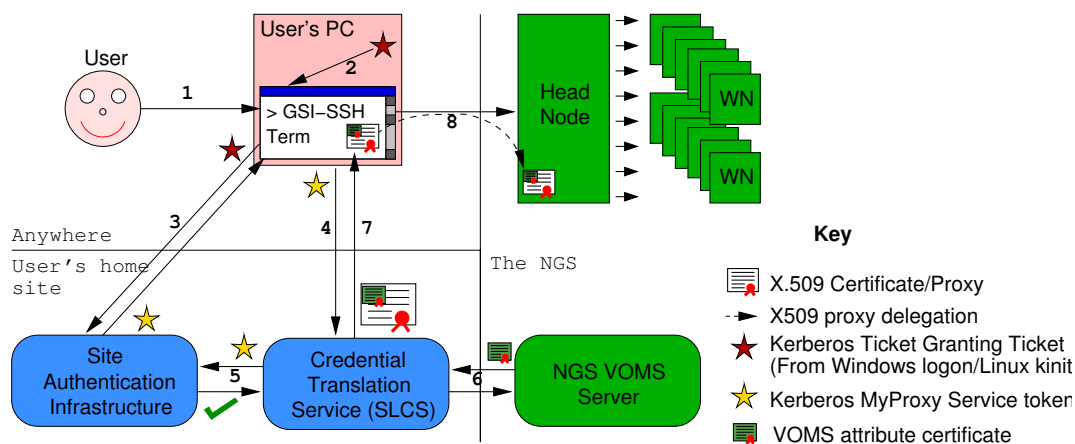 User's PC
User
2
1
> GSI-SSH
Term
8
Head
Node
WN
WN
3
4
7
Anywhere
User's home
site
The NGS
Key
X.509 Certificate/Proxy
X509 proxy delegation
Kerberos Ticket Granting Ticket
(From Windows logon/Linux kinit
Kerberos MyProxy Service token
VOMS attribute certificate
Site
Authentication
Infrastructure
5
Credential
Translation
Service (SLCS)
6
NGS VOMS
Server